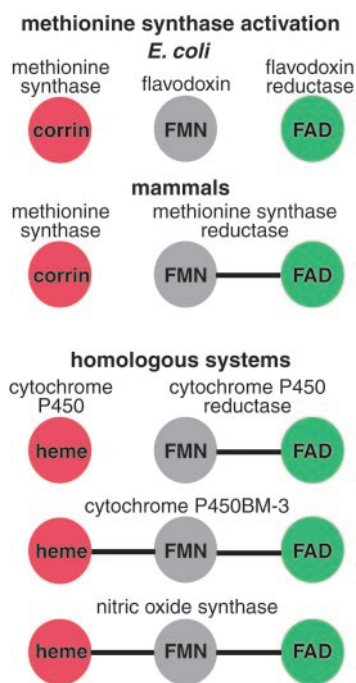 methionine synthase activation
E. coli
methionine synthase
flavodoxin
flavodoxin reductase
corrin
FMN
FAD
mammals
methionine synthase
methionine synthase reductase
corrin
FMN
FAD
homologous systems
cytochrome P450
cytochrome P450 reductase
heme
FMN
FAD
cytochrome P450BM-3
heme
FMN
FAD
nitric oxide synthase
heme
FMN
FAD